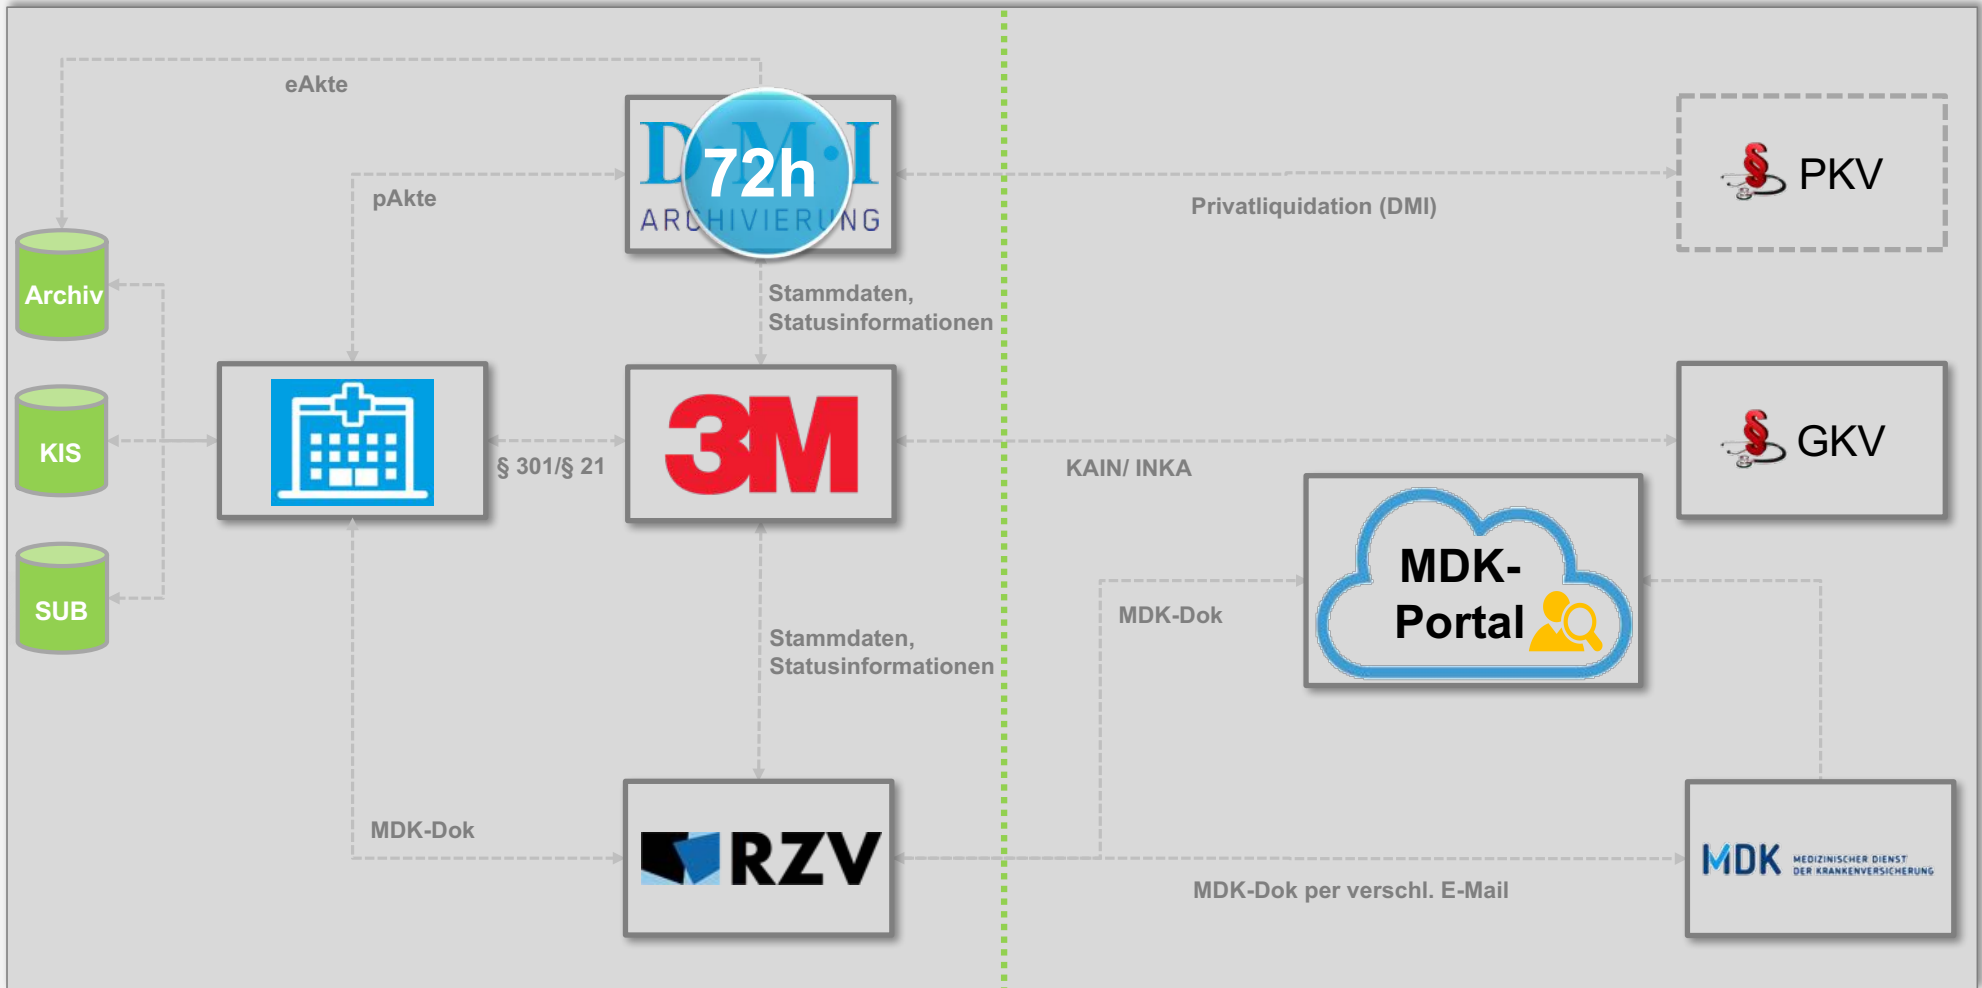 eAkte
D·M·I
72h
ARCHIVIERUNG
pAkte
Privatliquidation (DMI)
§ PKV
Archiv
Stammdaten,
Statusinformationen
KIS
§ 301/§ 21
3M
KAIN/ INKA
§ GKV
MDK-
Portal
SUB
MDK-Dok
Stammdaten,
Statusinformationen
MDK-Dok
RZV
MDK-Dok per verschl. E-Mail
MDK MEDIZINISCHER DIENST
DER KRANKENVERSICHERUNG